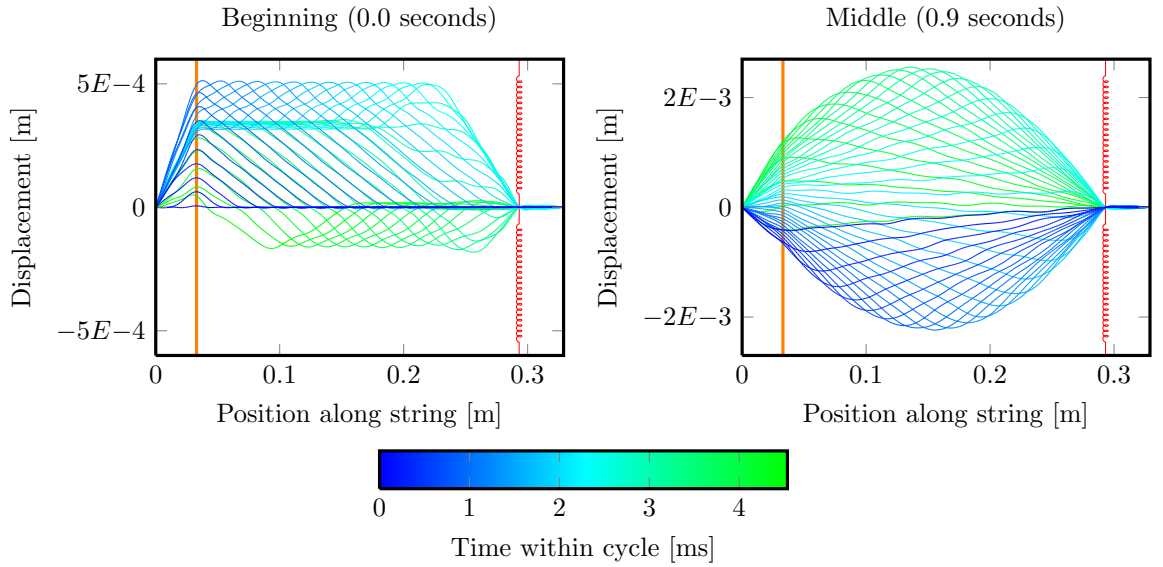 Beginning (0.0 seconds)
Middle (0.9 seconds)
Displacement [m]
5E−4
0
−5E−4
0
0.1
0.2
0.3
Position along string [m]
Displacement [m]
2E−3
0
−2E−3
0
0.1
0.2
0.3
Position along string [m]
0
1
2
3
4
Time within cycle [ms]